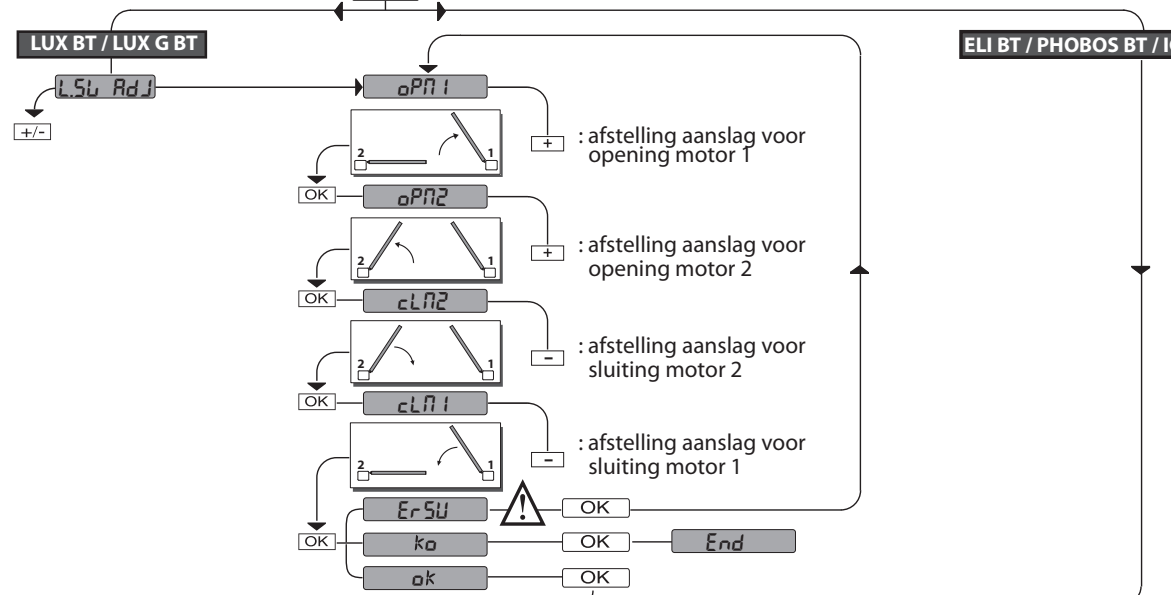 LUX BT / LUX G BT
ELI BT / PHOBOS BT /
L.SW AdJ
+/-
oPM1
+
: afstelling aanslag voor
opening motor 1
2
1
OK
oPM2
+
: afstelling aanslag voor
opening motor 2
2
1
OK
cLM2
-
: afstelling aanslag voor
sluiting motor 2
2
1
OK
cLM1
-
: afstelling aanslag voor
sluiting motor 1
2
1
OK
ErSW
!
OK
Ko
OK
End
ok
OK